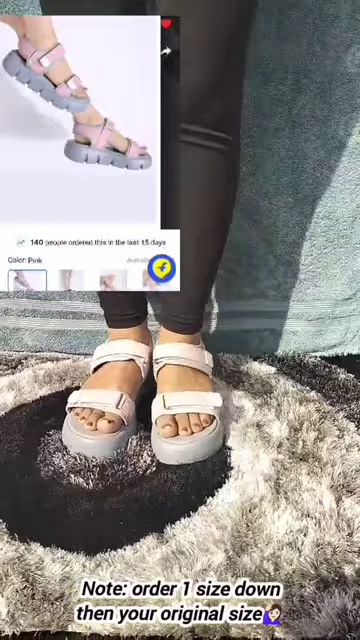 140 people ordered this in the last 15 days
Color: Pink
Note: order 1 size down
then your original size🤦🏻‍♀️